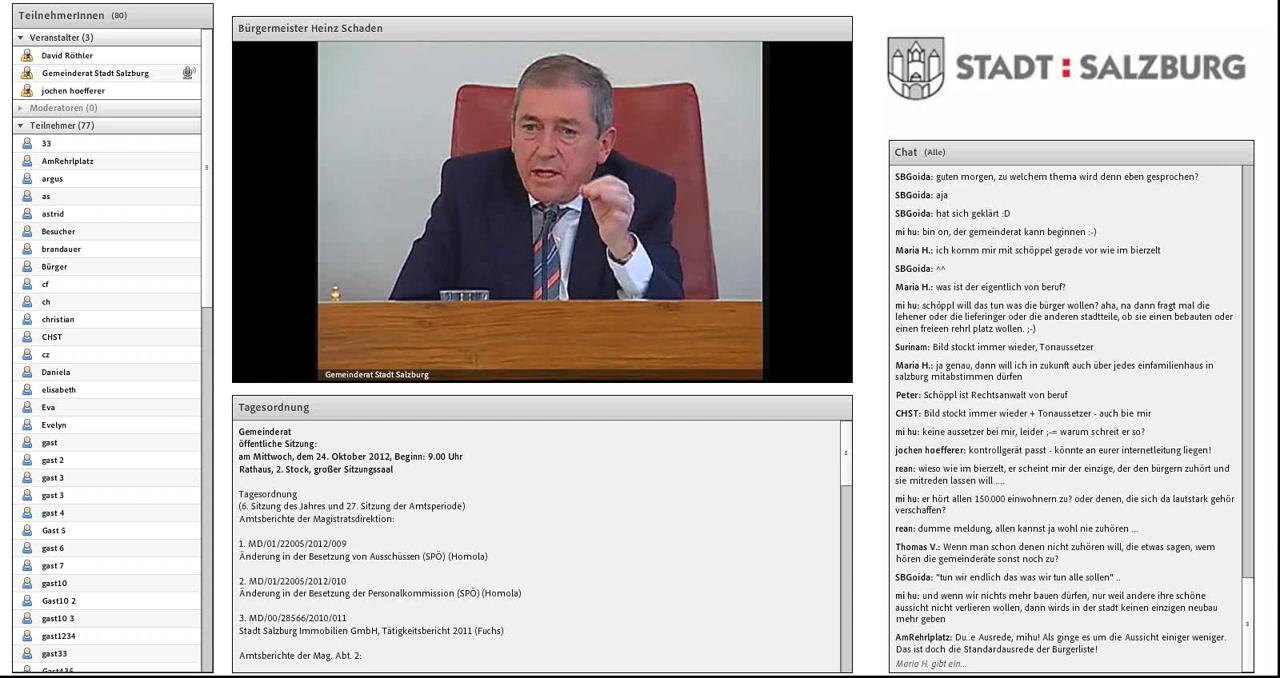 TeilnehmerInnen (80)
Veranstalter (3)
David Röthler
Gemeinderat Stadt Salzburg
jochen hoefferer
Moderatoren (0)
Teilnehmer (77)
33
AmRehrlplatz
argus
as
astrid
Besucher
brandauer
Bürger
cf
ch
christian
CHST
cz
Daniela
elisabeth
Eva
Evelyn
gast
gast 2
gast 3
gast 3
gast 4
Gast 5
gast 6
gast 7
gast10
Gast10 2
gast10 3
gast1234
gast33
Gast435
Bürgermeister Heinz Schaden
Gemeinderat Stadt Salzburg
Tagesordnung
Gemeinderat
öffentliche Sitzung:
am Mittwoch, dem 24. Oktober 2012, Beginn: 9.00 Uhr
Rathaus, 2. Stock, großer Sitzungssaal
Tagesordnung
(6. Sitzung des Jahres und 27. Sitzung der Amtsperiode)
Amtsberichte der Magistratsdirektion:
1. MD/01/22005/2012/009
Änderung in der Besetzung von Ausschüssen (SPÖ) (Homola)
2. MD/01/22005/2012/010
Änderung in der Besetzung der Personalkommission (SPÖ) (Homola)
3. MD/00/28566/2010/011
Stadt Salzburg Immobilien GmbH, Tätigkeitsbericht 2011 (Fuchs)
Amtsberichte der Mag. Abt. 2:
STADT : SALZBURG
Chat (Alle)
SBGoida: guten morgen, zu welchem thema wird denn eben gesprochen?
SBGoida: aja
SBGoida: hat sich geklärt :D
mi hu: bin on, der gemeinderat kann beginnen :-)
Maria H.: ich komm mir mit schöppel gerade vor wie im bierzelt
SBGoida: ^^
Maria H.: was ist der eigentlich von beruf?
mi hu: schöppl will das tun was die bürger wollen? aha, na dann fragt mal die
lehener oder die lieferinger oder die anderen stadtteile, ob sie einen bebauten oder
einen freieen rehrl platz wollen. ;-)
Surinam: Bild stockt immer wieder, Tonaussetzer
Maria H.: ja genau, dann will ich in zukunft auch über jedes einfamilienhaus in
salzburg mitabstimmen dürfen
Peter: Schöppl ist Rechtsanwalt von beruf
CHST: Bild stockt immer wieder + Tonaussetzer - auch bie mir
mi hu: keine aussetzer bei mir, leider ;-= warum schreit er so?
jochen hoefferer: kontrollgerät passt - könnte an eurer internetleitung liegen!
rean: wieso wie im bierzelt, er scheint mir der einzige, der den bürgern zuhört und
sie mitreden lassen will ....
mi hu: er hört allen 150.000 einwohnern zu? oder denen, die sich da lautstark gehör
verschaffen?
rean: dumme meldung, allen kannst ja wohl nie zuhören ...
Thomas V.: Wenn man schon denen nicht zuhören will, die etwas sagen, wem
hören die gemeinderäte sonst noch zu?
SBGoida: "tun wir endlich das was wir tun alle sollen" ..
mi hu: und wenn wir nichts mehr bauen dürfen, nur weil andere ihre schöne
aussicht nicht verlieren wollen, dann wirds in der stadt keinen einzigen neubau
mehr geben
AmRehrlplatz: Du..e Ausrede, mihu! Als ginge es um die Aussicht einiger weniger.
Das ist doch die Standardausrede der Bürgerliste!
Maria H. gibt ein...